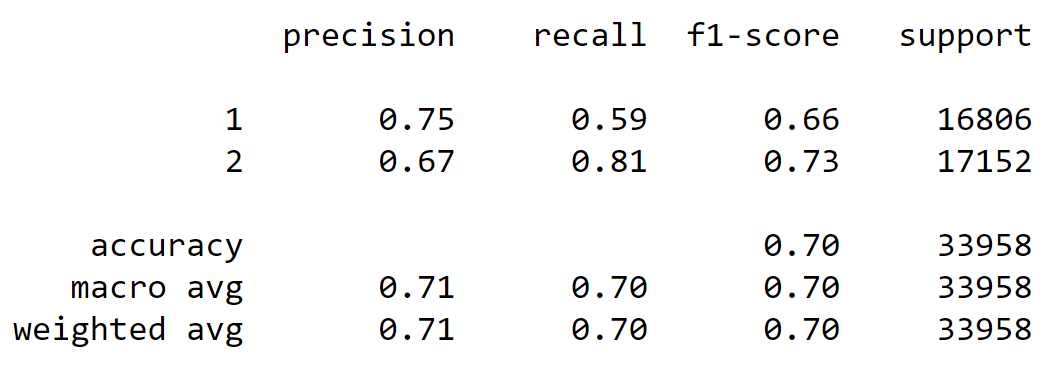 precision recall f1-score support
1 0.75 0.59 0.66 16806
2 0.67 0.81 0.73 17152
accuracy 0.70 33958
macro avg 0.71 0.70 0.70 33958
weighted avg 0.71 0.70 0.70 33958